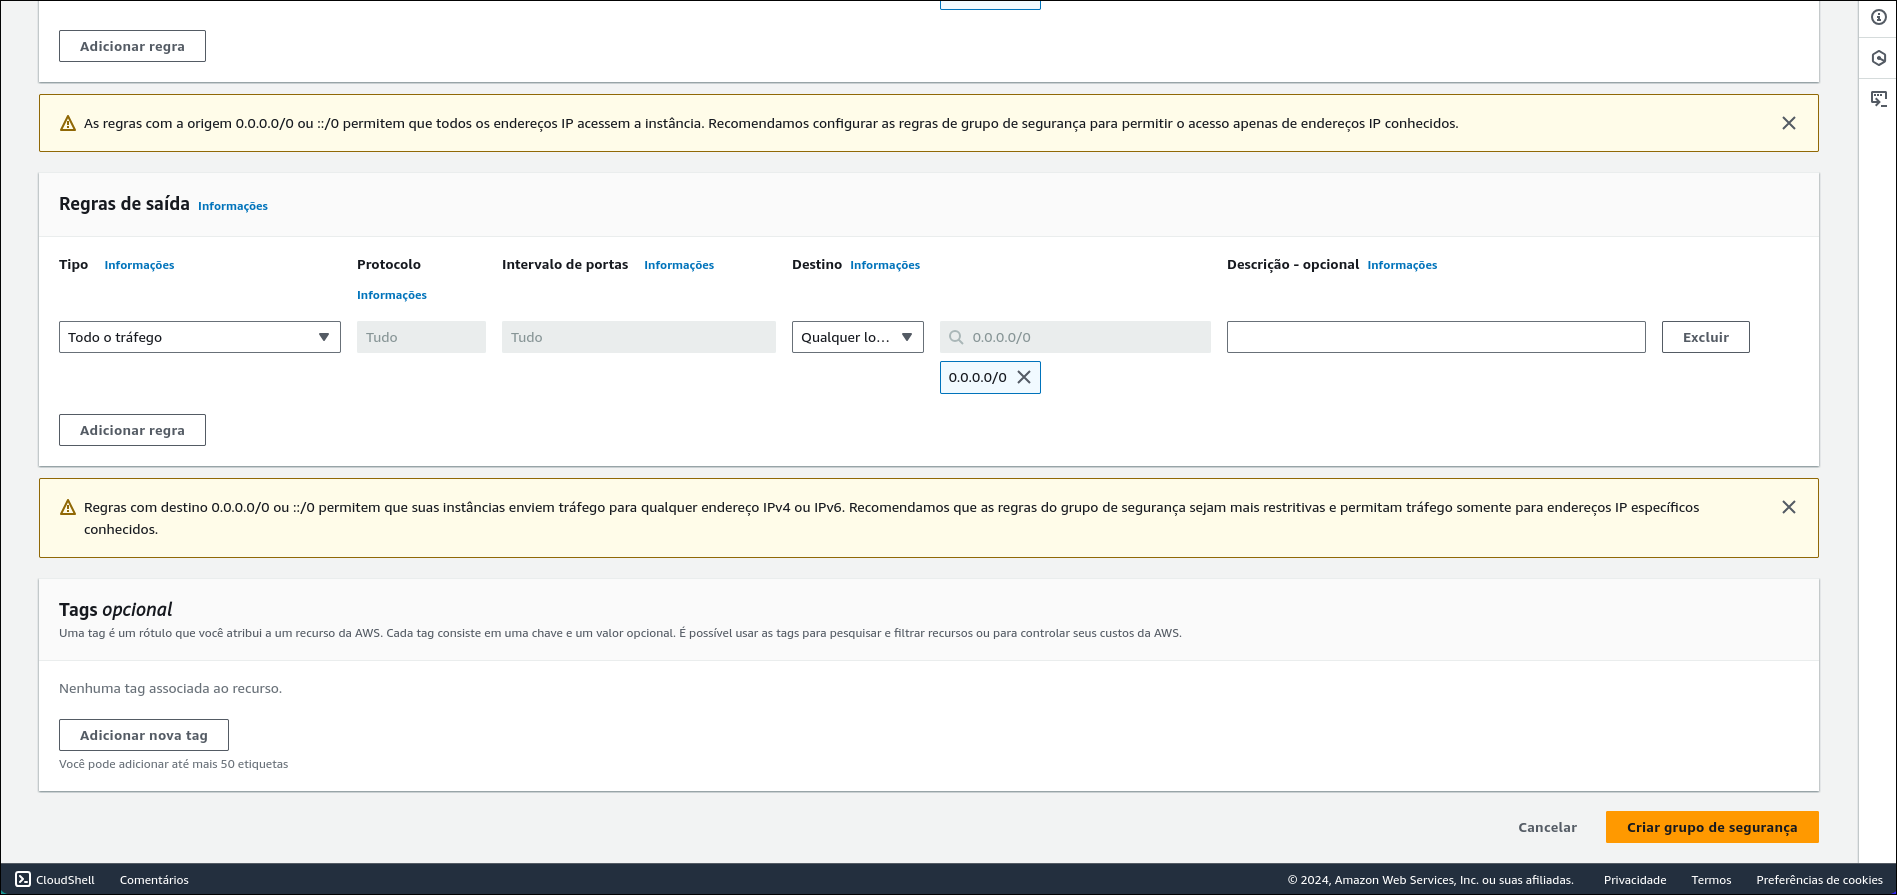 Adicionar regra
As regras com a origem 0.0.0.0/0 ou ::/0 permitem que todos os endereços IP acessem a instância. Recomendamos configurar as regras de grupo de segurança para permitir o acesso apenas de endereços IP conhecidos.
Regras de saída Informações
Tipo Informações Protocolo Intervalo de portas Informações Destino Informações Descrição - opcional Informações
Informações
Todo o tráfego Tudo Tudo Qualquer lo... 0.0.0.0/0 Excluir
0.0.0.0/0
Adicionar regra
Regras com destino 0.0.0.0/0 ou ::/0 permitem que suas instâncias enviem tráfego para qualquer endereço IPv4 ou IPv6. Recomendamos que as regras do grupo de segurança sejam mais restritivas e permitam tráfego somente para endereços IP específicos
conhecidos.
Tags opcional
Uma tag é um rótulo que você atribui a um recurso da AWS. Cada tag consiste em uma chave e um valor opcional. É possível usar as tags para pesquisar e filtrar recursos ou para controlar seus custos da AWS.
Nenhuma tag associada ao recurso.
Adicionar nova tag
Você pode adicionar até mais 50 etiquetas
Cancelar Criar grupo de segurança
CloudShell Comentários © 2024, Amazon Web Services, Inc. ou suas afiliadas. Privacidade Termos Preferências de cookies